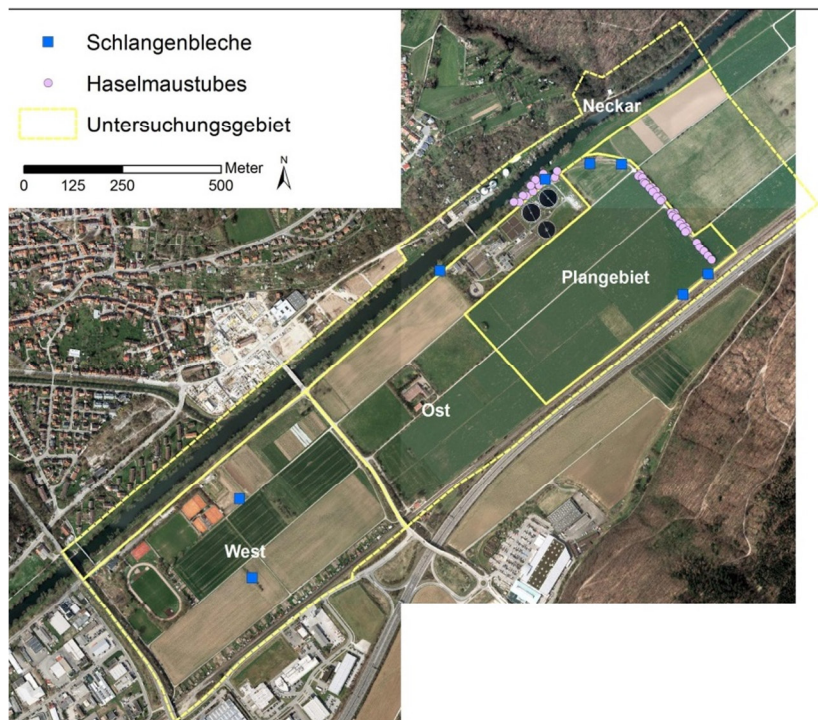 Schlangenbleche
Haselmaustubes
Untersuchungsgebiet
Meter
0 125 250 500
N
Neckar
Plangebiet
Ost
West